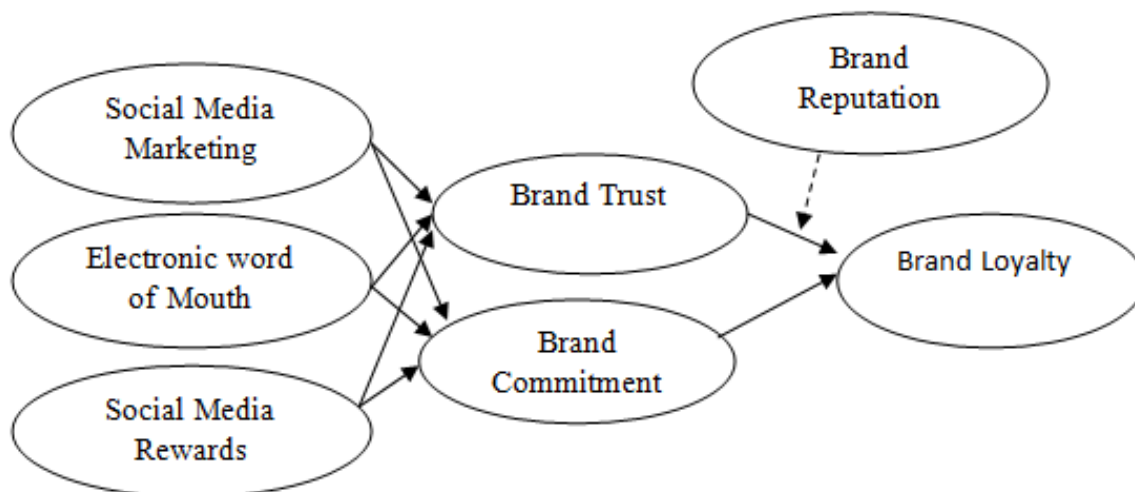 Social Media
Marketing
Electronic word
of Mouth
Social Media
Rewards
Brand Trust
Brand
Commitment
Brand
Reputation
Brand Loyalty